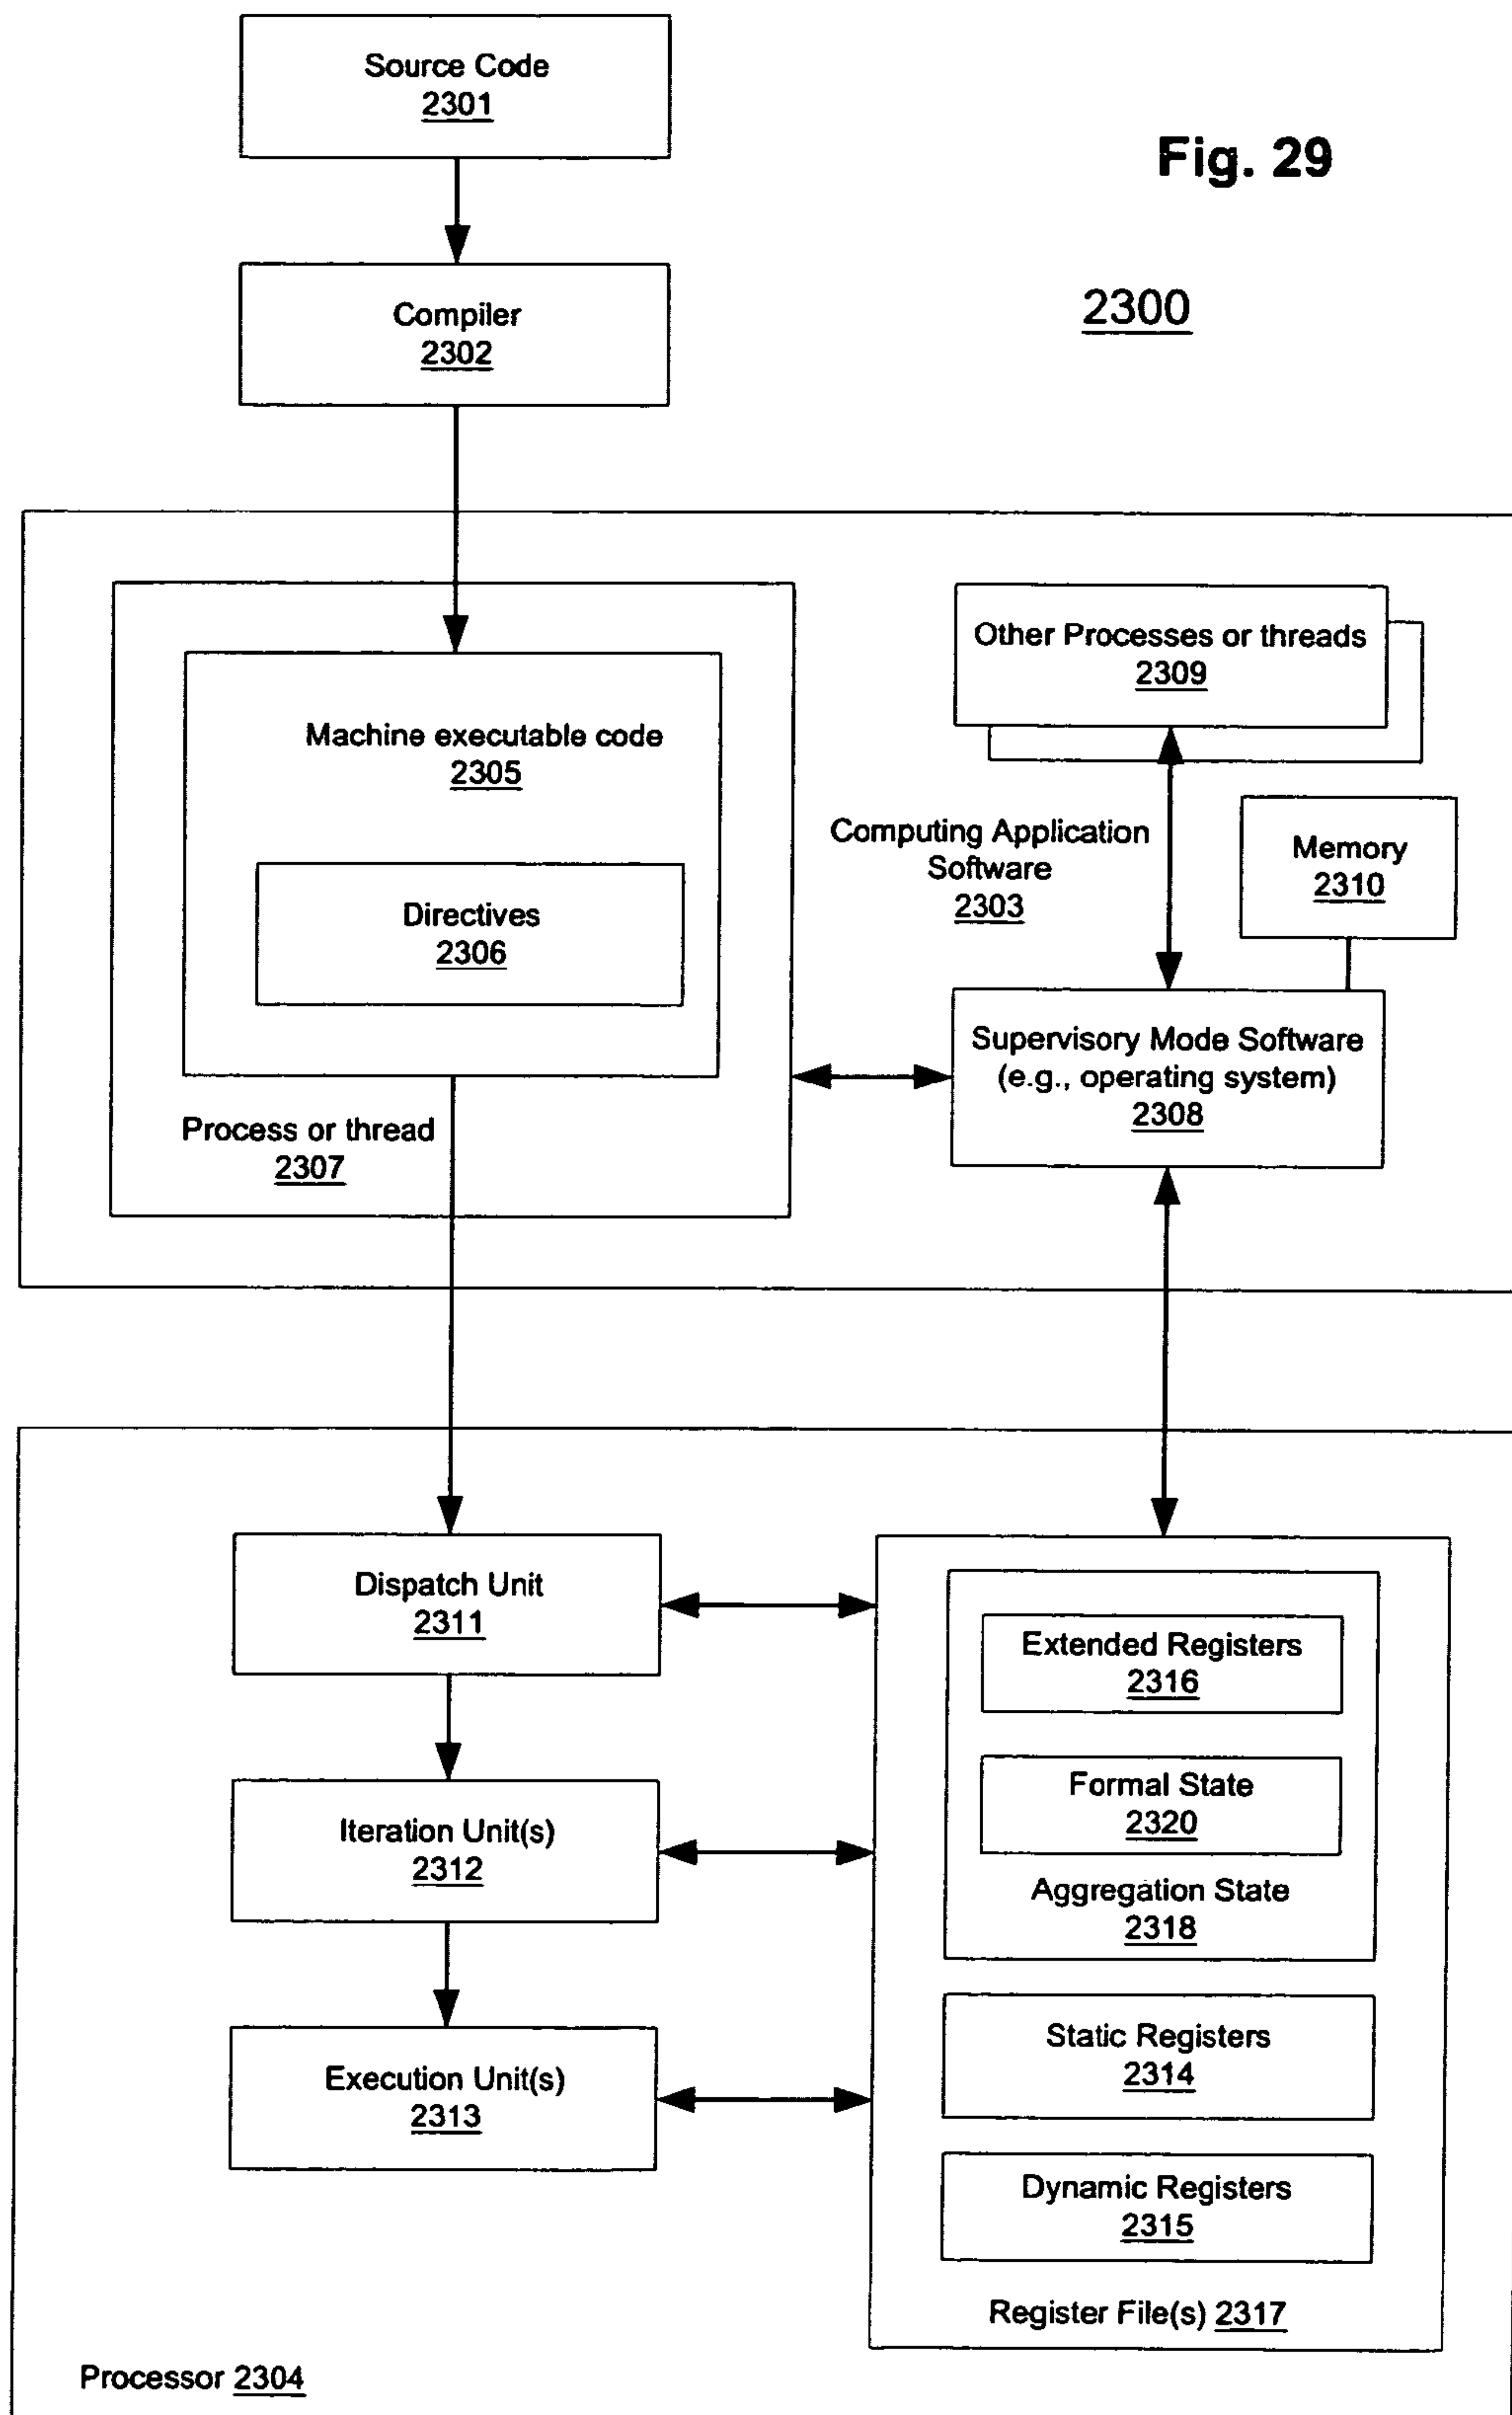 Source Code
2301
Fig. 29
Compiler
2302
2300
Machine executable code
2305
Directives
2306
Process or thread
2307
Other Processes or threads
2309
Computing Application
Software
2303
Memory
2310
Supervisory Mode Software
(e.g., operating system)
2308
Dispatch Unit
2311
Iteration Unit(s)
2312
Execution Unit(s)
2313
Extended Registers
2316
Formal State
2320
Aggregation State
2318
Static Registers
2314
Dynamic Registers
2315
Register File(s) 2317
Processor 2304